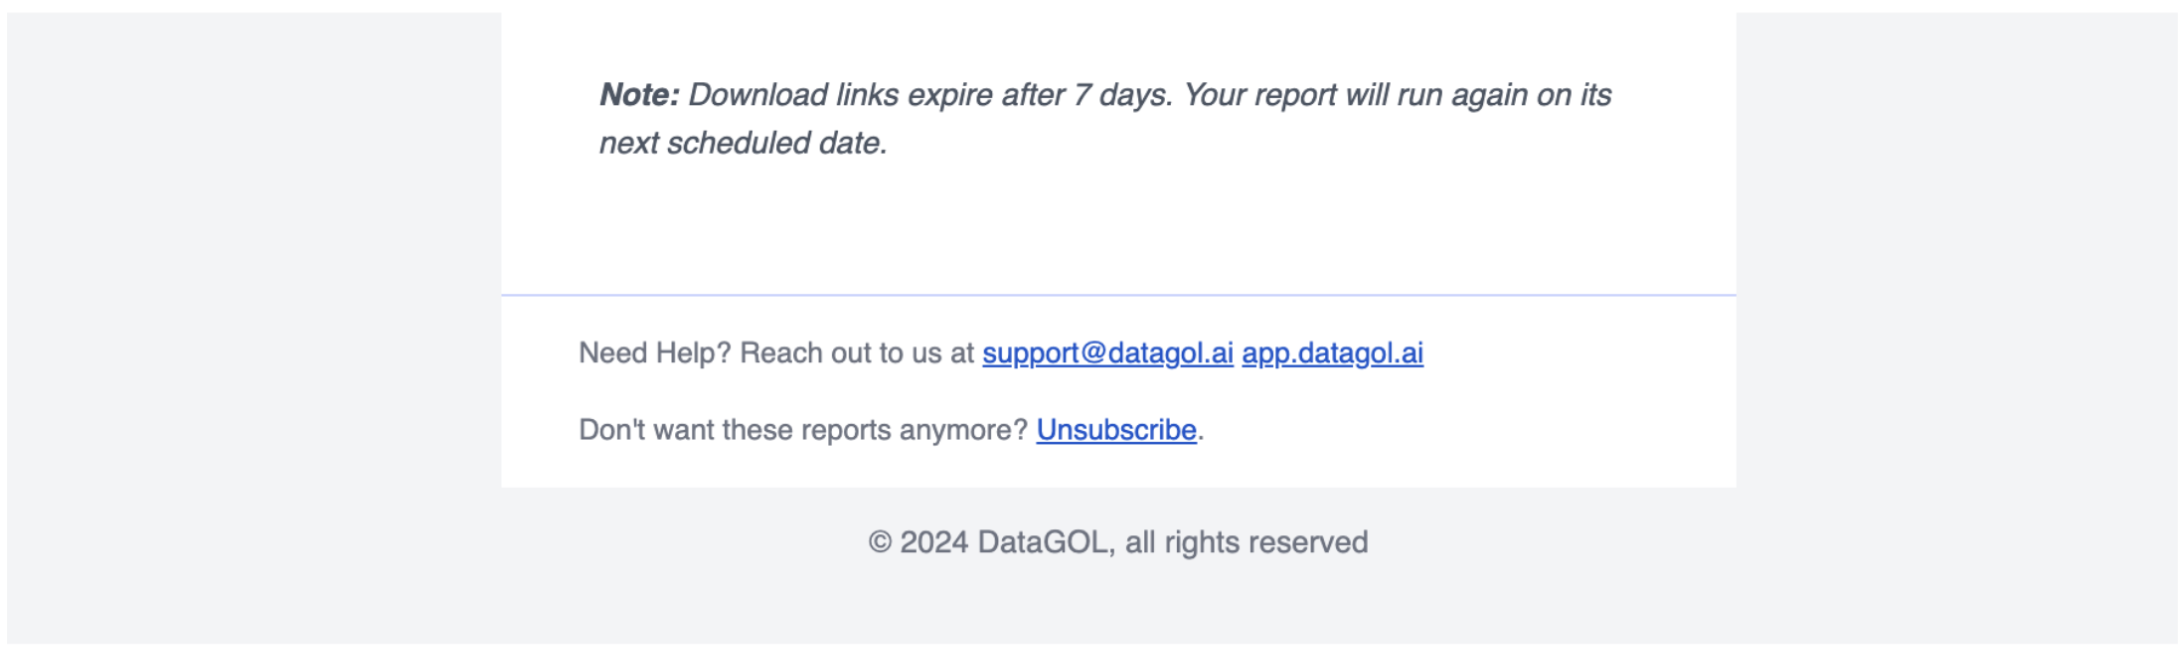 Note: Download links expire after 7 days. Your report will run again on its
next scheduled date.
Need Help? Reach out to us at support@datagol.ai app.datagol.ai
Don't want these reports anymore? Unsubscribe.
© 2024 DataGOL, all rights reserved